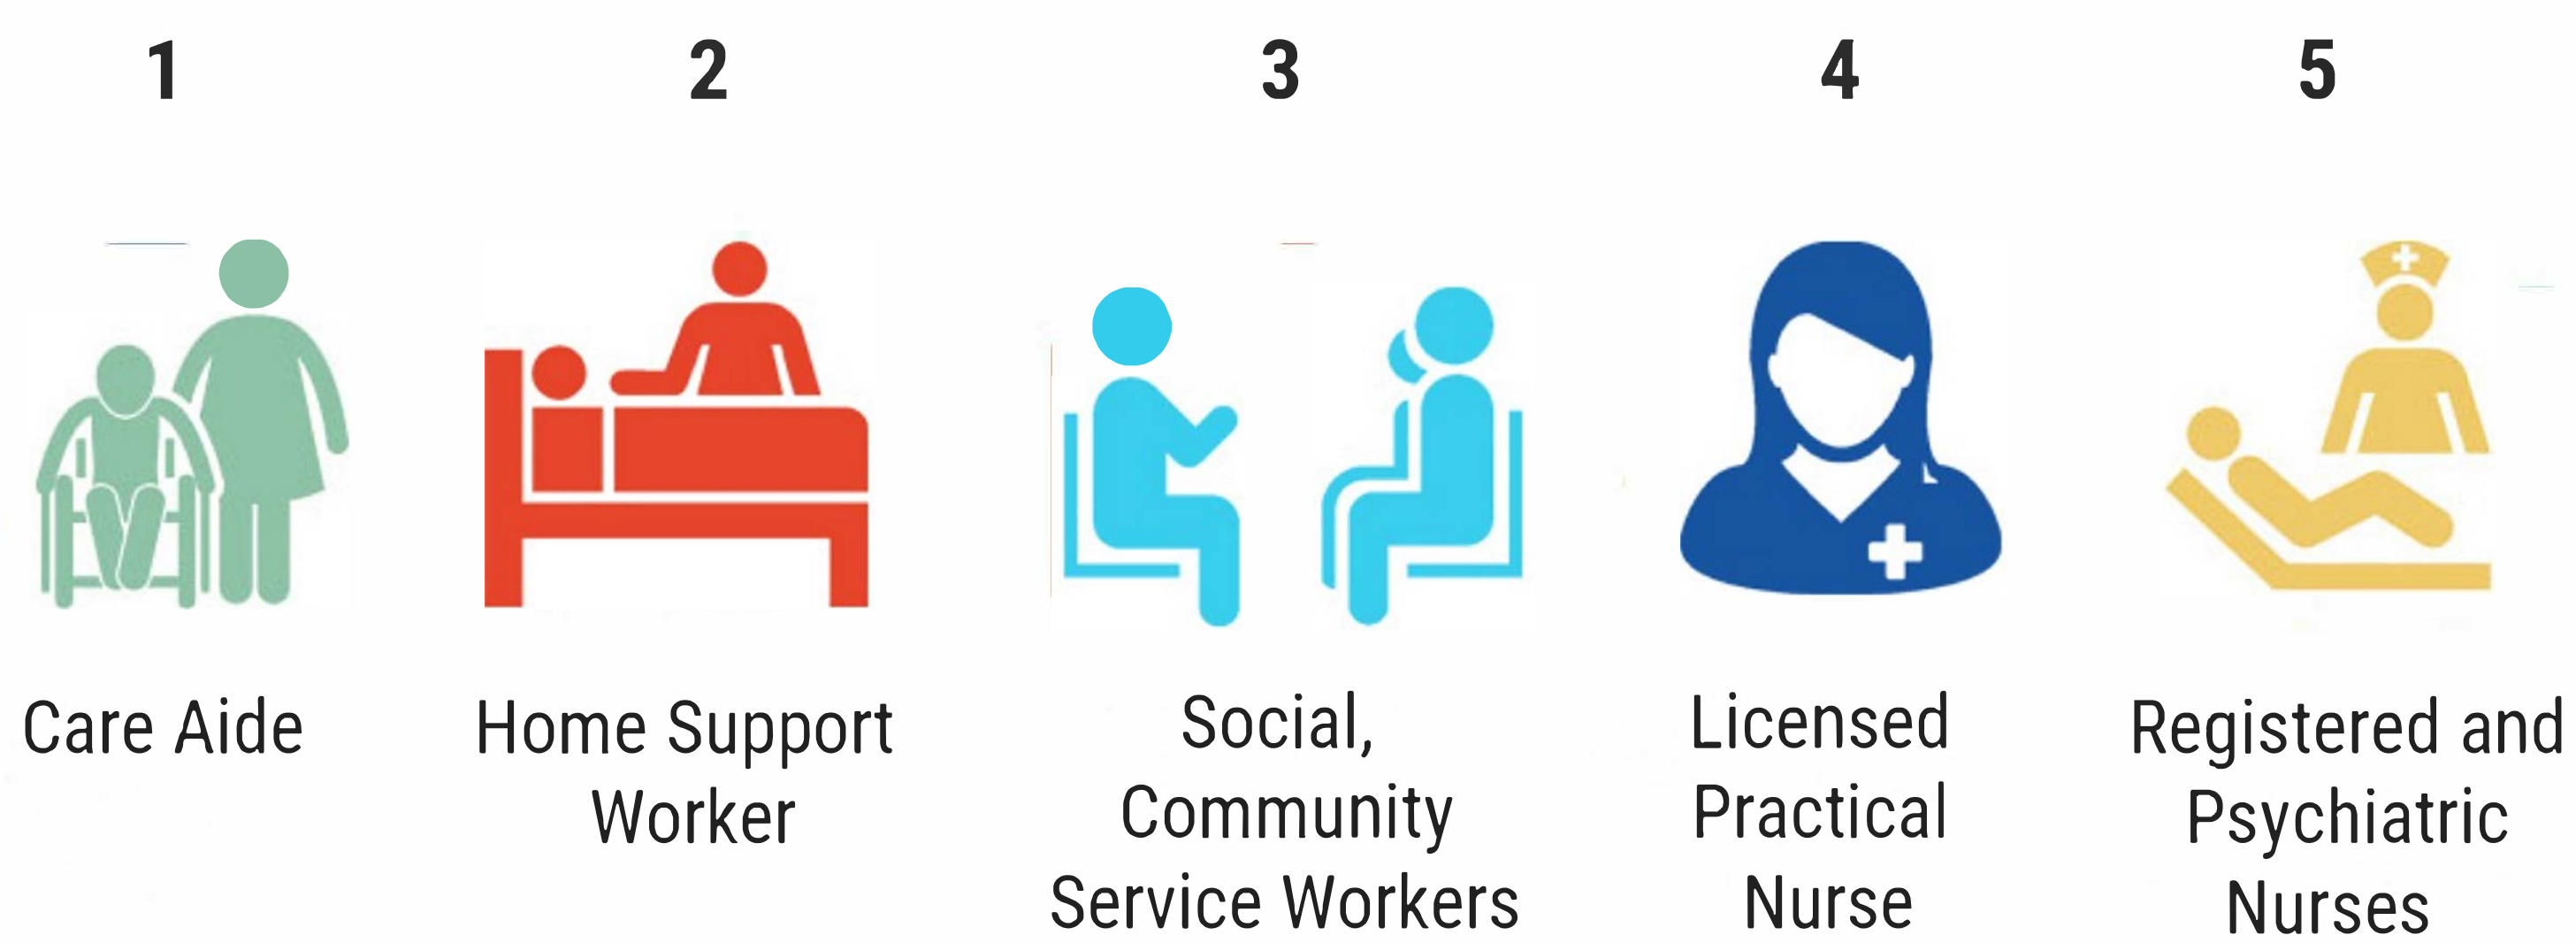 1
2
3
4
5
Care Aide
Home Support
Worker
Social,
Community
Service Workers
Licensed
Practical
Nurse
Registered and
Psychiatric
Nurses